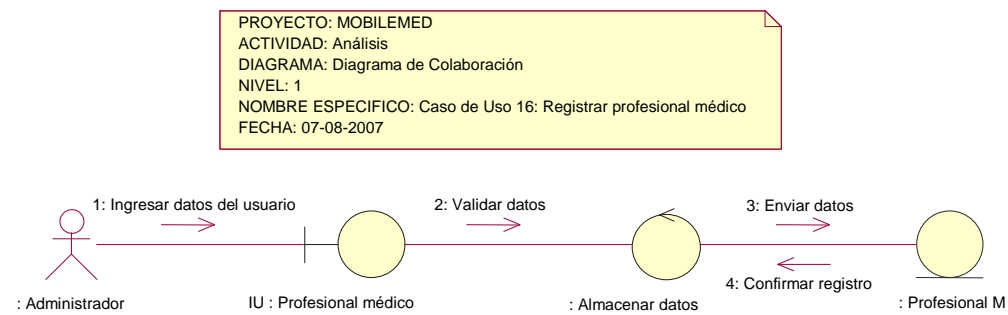 PROYECTO: MOBILEMED
ACTIVIDAD: Análisis
DIAGRAMA: Diagrama de Colaboración
NIVEL: 1
NOMBRE ESPECIFICO: Caso de Uso 16: Registrar profesional médico
FECHA: 07-08-2007
1: Ingresar datos del usuario
2: Validar datos
3: Enviar datos
4: Confirmar registro
: Administrador
IU : Profesional médico
: Almacenar datos
: Profesional M